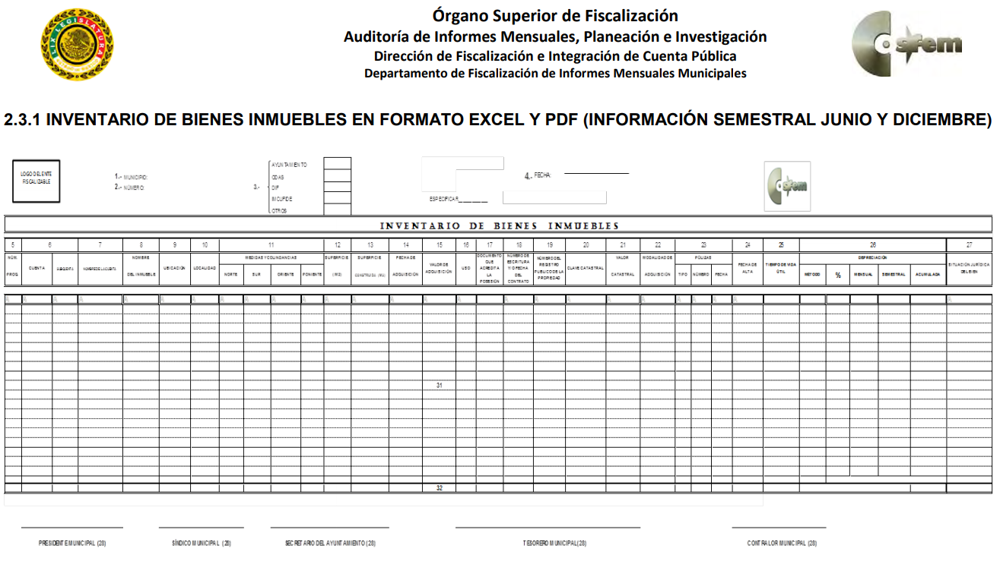 Órgano Superior de Fiscalización
Auditoría de Informes Mensuales, Planeación e Investigación
Dirección de Fiscalización e Integración de Cuenta Pública
Departamento de Fiscalización de Informes Mensuales Municipales
LIX LEGISLATURA
osfem
2.3.1 INVENTARIO DE BIENES INMUEBLES EN FORMATO EXCEL Y PDF (INFORMACIÓN SEMESTRAL JUNIO Y DICIEMBRE)
LOGO DEL ENTE
FISCALIZABLE
1.- MUNICIPIO:
2.- NÚMERO:
3.-
AYUNTAMIENTO
ODAS
DIF
IMCUFIDE
OTROS
ESPECIFICAR_________
4.- FECHA:
osfem
INVENTARIO DE BIENES INMUEBLES
5 6 7 8 9 10 11 12 13 14 15 16 17 18 19 20 21 22 23 24 25 26 27
NÚM. PROG.
CUENTA
SUBCUENTA
NOMBRE DE LA CUENTA
NOMBRE DEL INMUEBLE
UBICACIÓN
LOCALIDAD
MEDIDAS Y COLINDANCIAS
NORTE SUR ORIENTE PONIENTE
SUPERFICIE (M2)
SUPERFICIE CONSTRUIDA (M2)
FECHA DE ADQUISICIÓN
VALOR DE ADQUISICIÓN
USO
DOCUMENTO QUE ACREDITA LA POSESIÓN
NÚMERO DE ESCRITURA Y/O FECHA DEL CONTRATO
NÚMERO DEL REGISTRO PUBLICO DE LA PROPIEDAD
CLAVE CATASTRAL
VALOR CATASTRAL
MODALIDAD DE ADQUISICIÓN
PÓLIZAS
TIPO NÚMERO FECHA
FECHA DE ALTA
TIEMPO DE VIDA ÚTIL
DEPRECIACIÓN
MÉTODO % MENSUAL SEMESTRAL ACUMULADA
SITUACIÓN JURÍDICA DEL BIEN
31
32
PRESIDENTE MUNICIPAL (28)
SÍNDICO MUNICIPAL (28)
SECRETARIO DEL AYUNTAMIENTO (28)
TESORERO MUNICIPAL(28)
CONTRALOR MUNICIPAL (28)